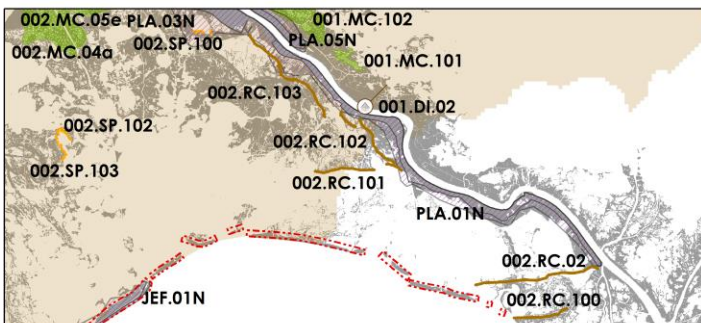 002.MC.05e PLA.03N
001.MC.102
002.SP.100
PLA.05N
002.MC.04a
001.MC.101
002.RC.103
001.DI.02
002.SP.102
002.RC.102
002.SP.103
002.RC.101
PLA.01N
002.RC.02
JEF.01N
002.RC.100